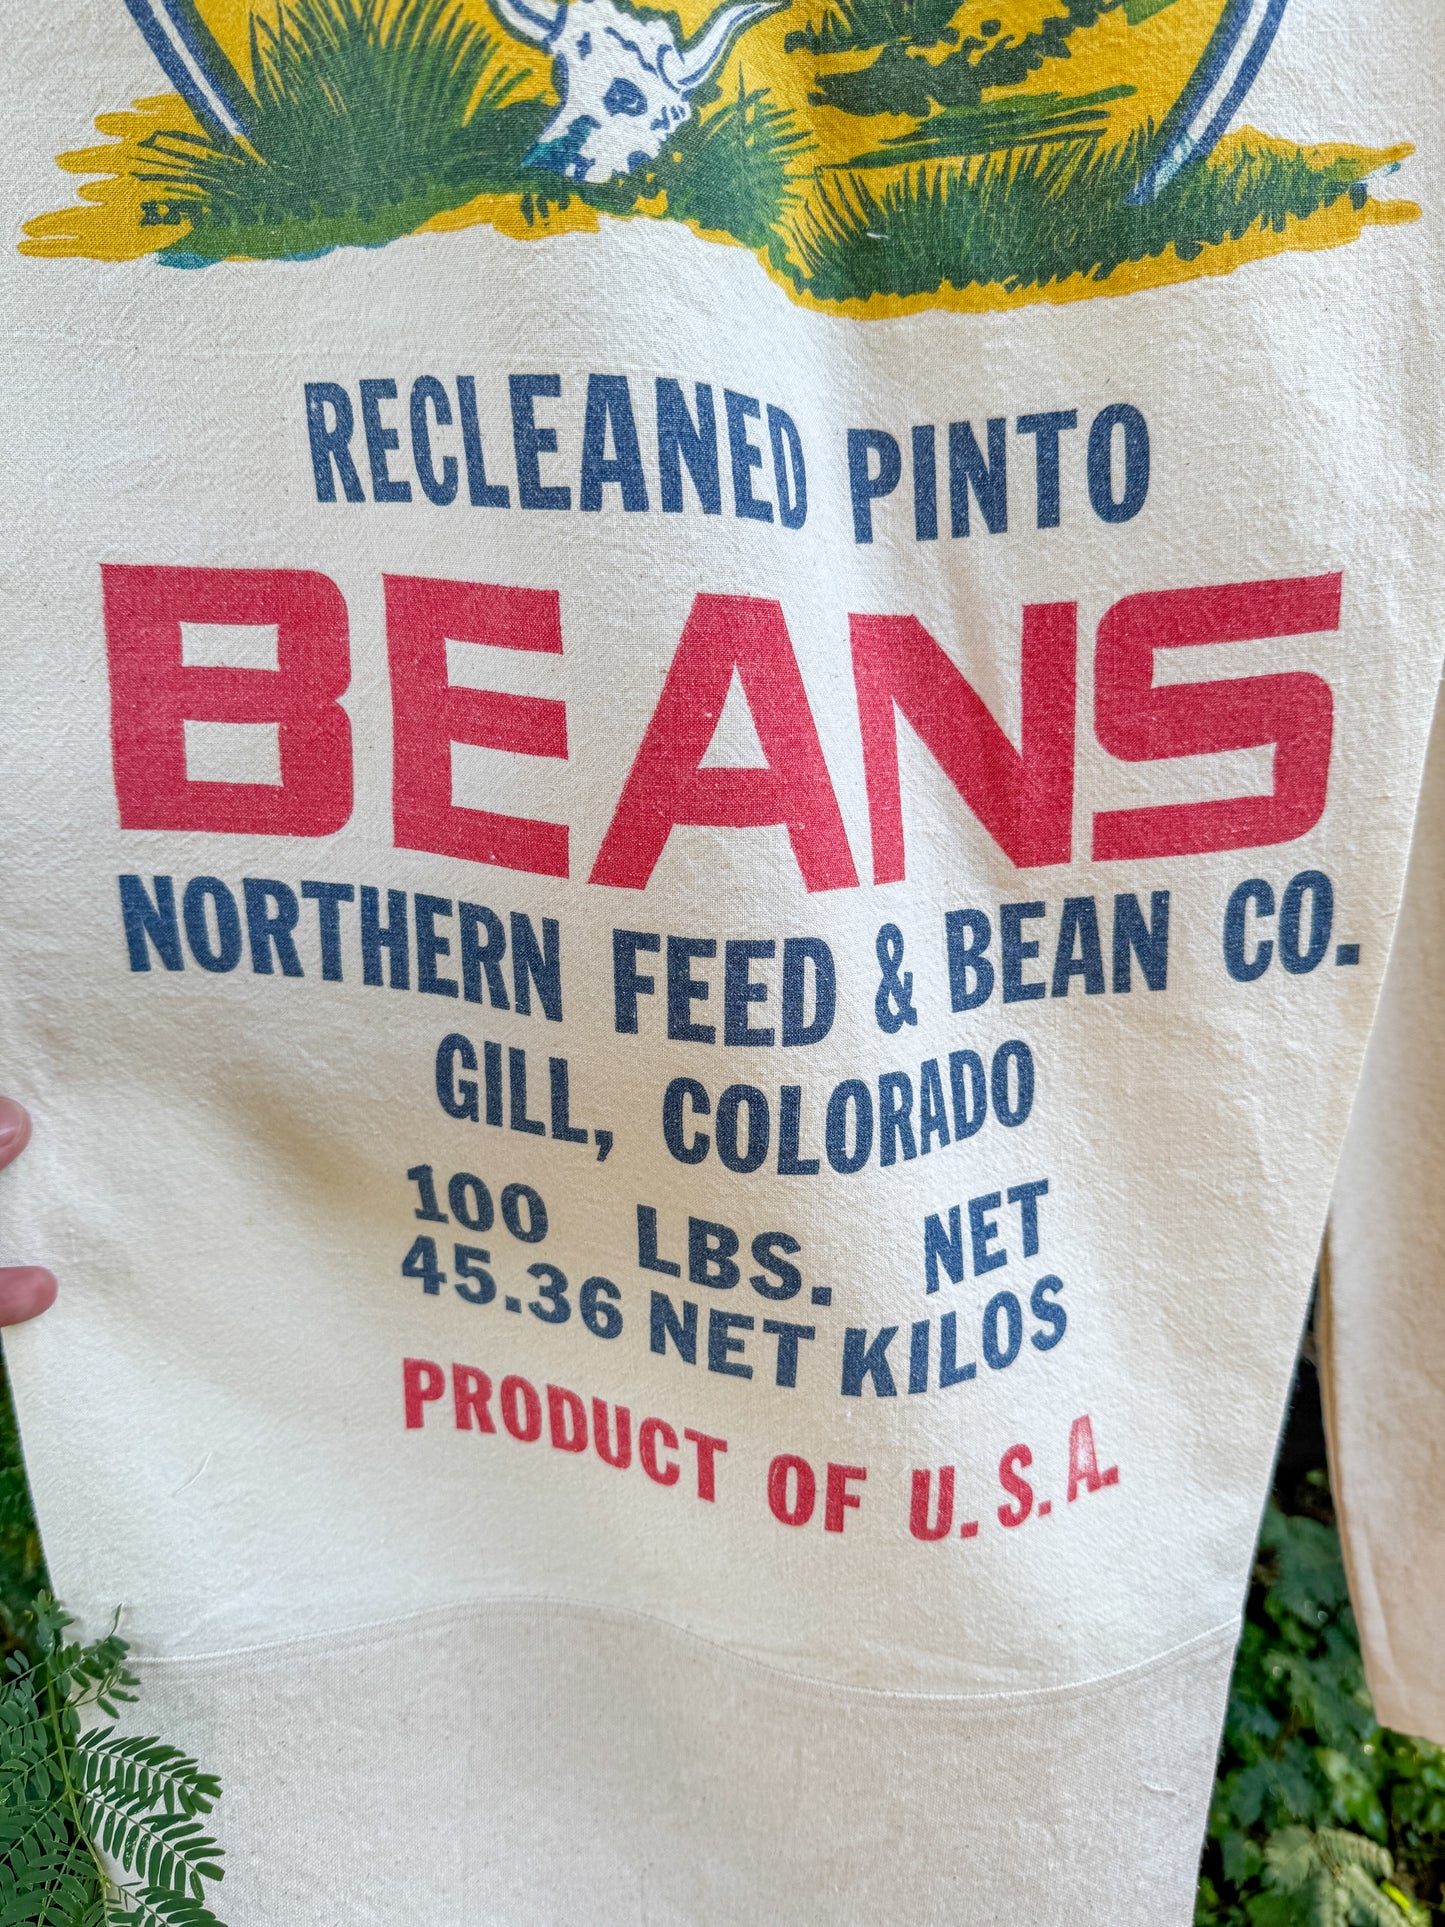 RECLEANED PINTO
BEANS
NORTHERN FEED & BEAN CO.
GILL, COLORADO
100 LBS. NET
45.36 NET KILOS
PRODUCT OF U.S.A.